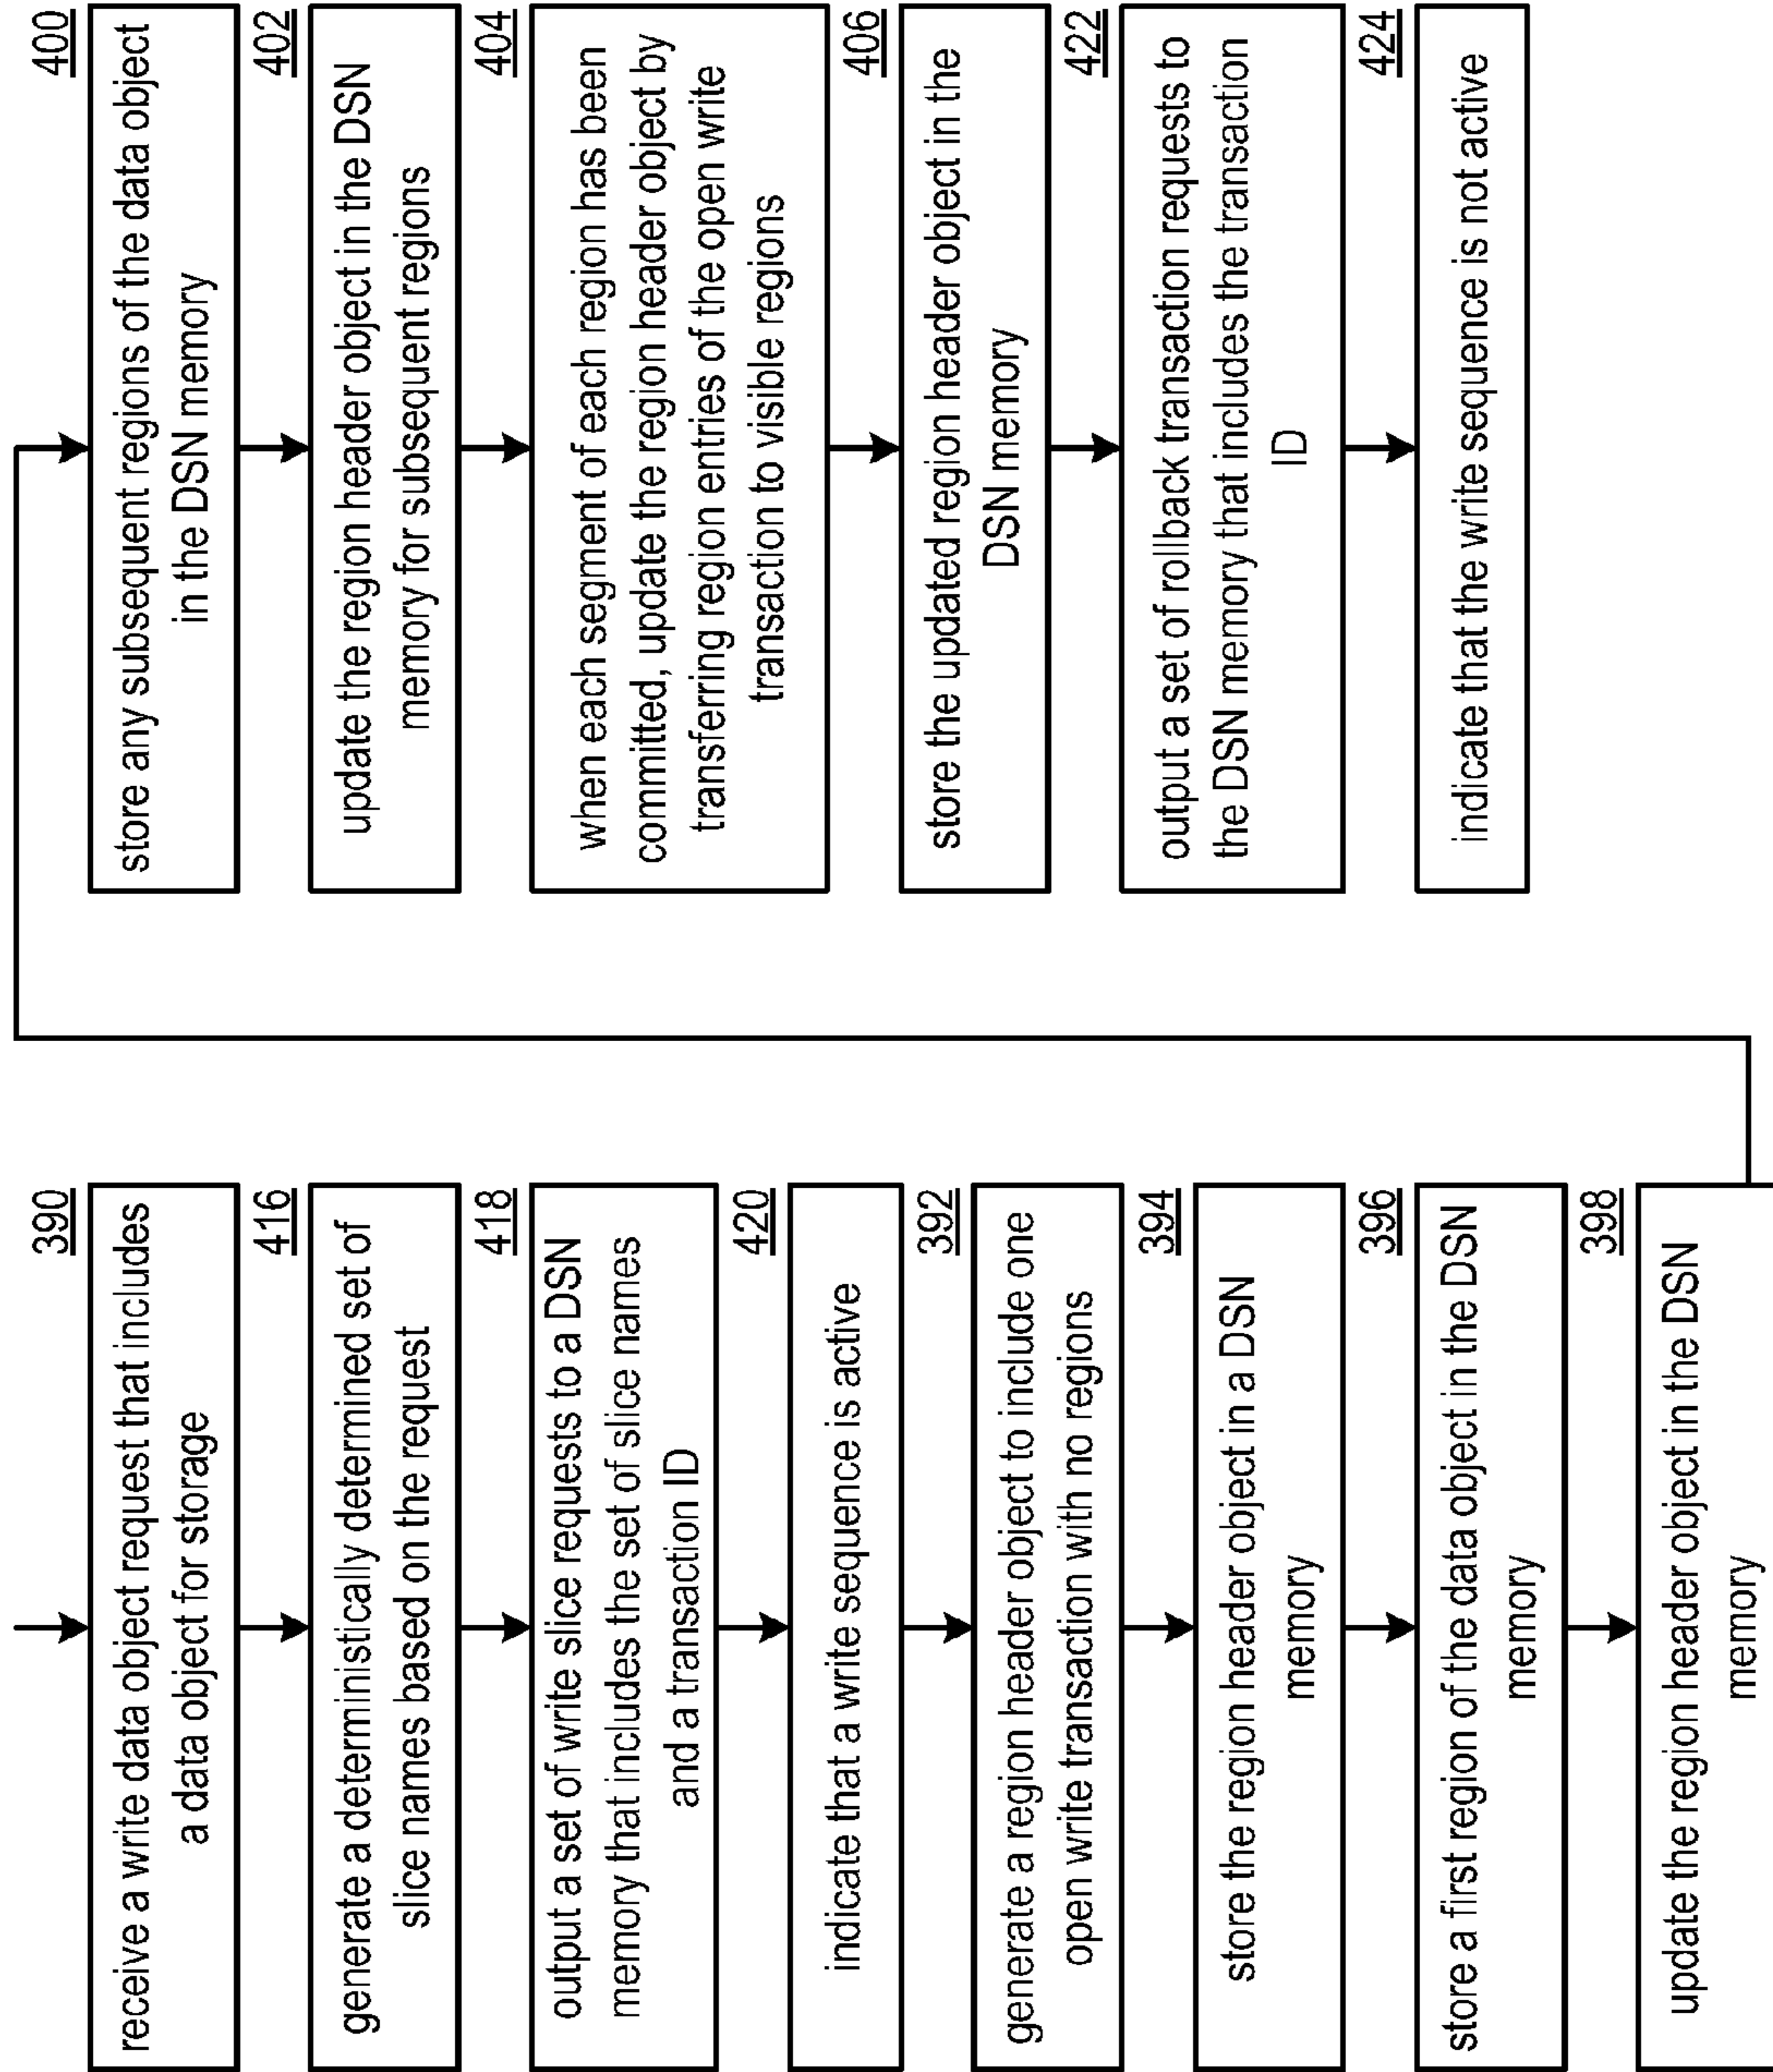 390
receive a write data object request that includes
a data object for storage
416
generate a deterministically determined set of
slice names based on the request
418
output a set of write slice requests to a DSN
memory that includes the set of slice names
and a transaction ID
420
indicate that a write sequence is active
392
generate a region header object to include one
open write transaction with no regions
394
store the region header object in a DSN
memory
396
store a first region of the data object in the DSN
memory
398
update the region header object in the DSN
memory
400
store any subsequent regions of the data object
in the DSN memory
402
update the region header object in the DSN
memory for subsequent regions
404
when each segment of each region has been
committed, update the region header object by
transferring region entries of the open write
transaction to visible regions
406
store the updated region header object in the
DSN memory
422
output a set of rollback transaction requests to
the DSN memory that includes the transaction
ID
424
indicate that the write sequence is not active